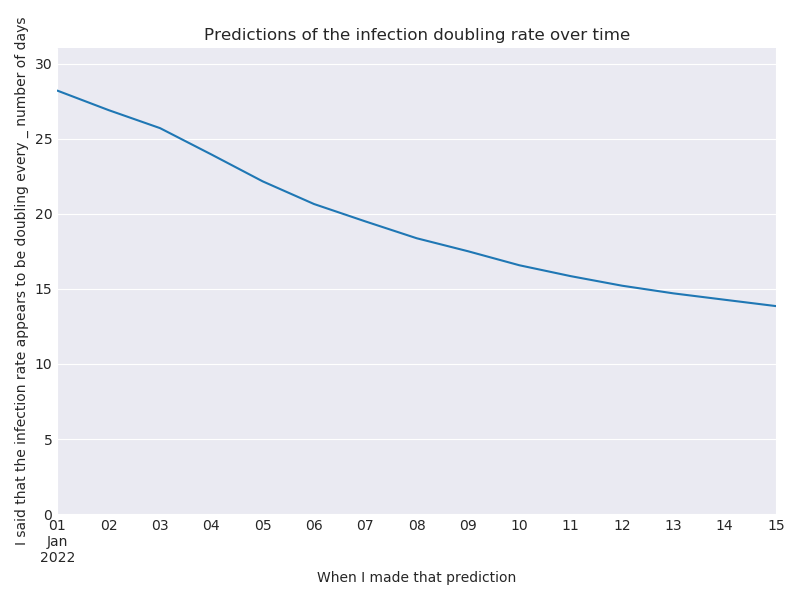 Predictions of the infection doubling rate over time
I said that the infection rate appears to be doubling every _ number of days
30
25
20
15
10
5
0
01 02 03 04 05 06 07 08 09 10 11 12 13 14 15
Jan
2022
When I made that prediction